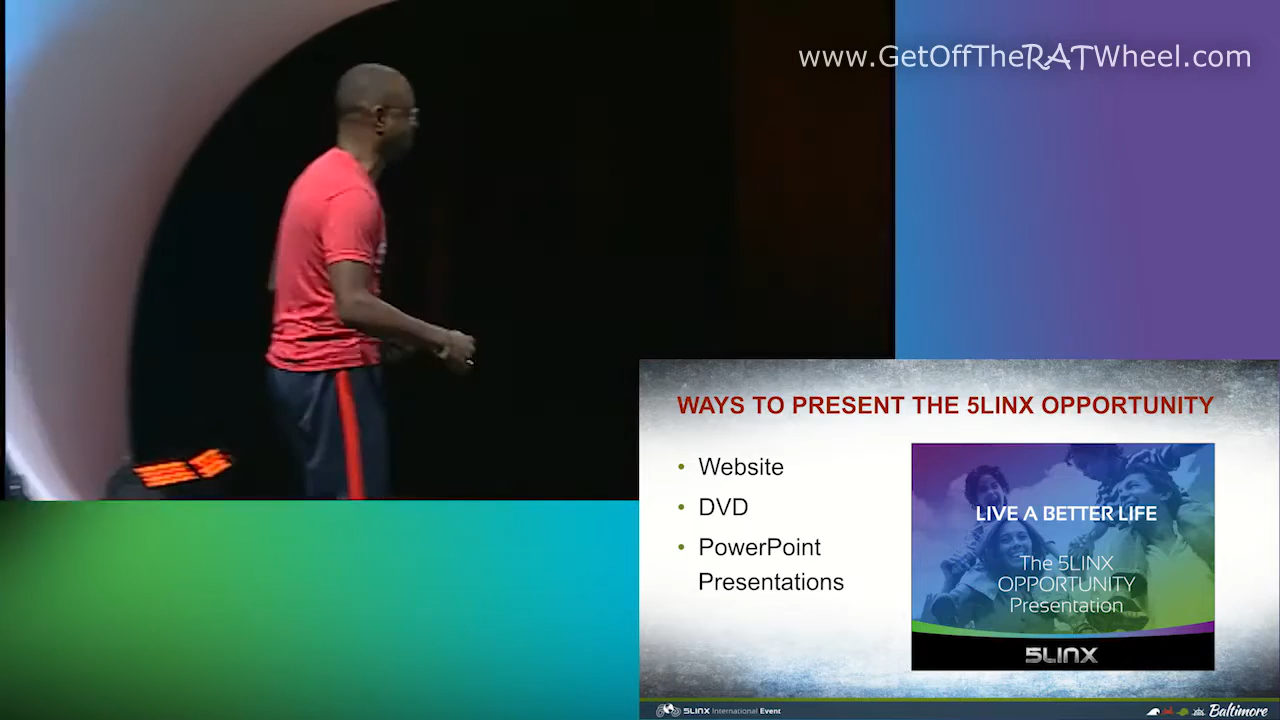 www.GetOffTheRATWheel.com
WAYS TO PRESENT THE 5LINX OPPORTUNITY
• Website
• DVD
• PowerPoint
Presentations
LIVE A BETTER LIFE
The 5LINX
OPPORTUNITY
Presentation
5LINX
5LINX International Event
Baltimore